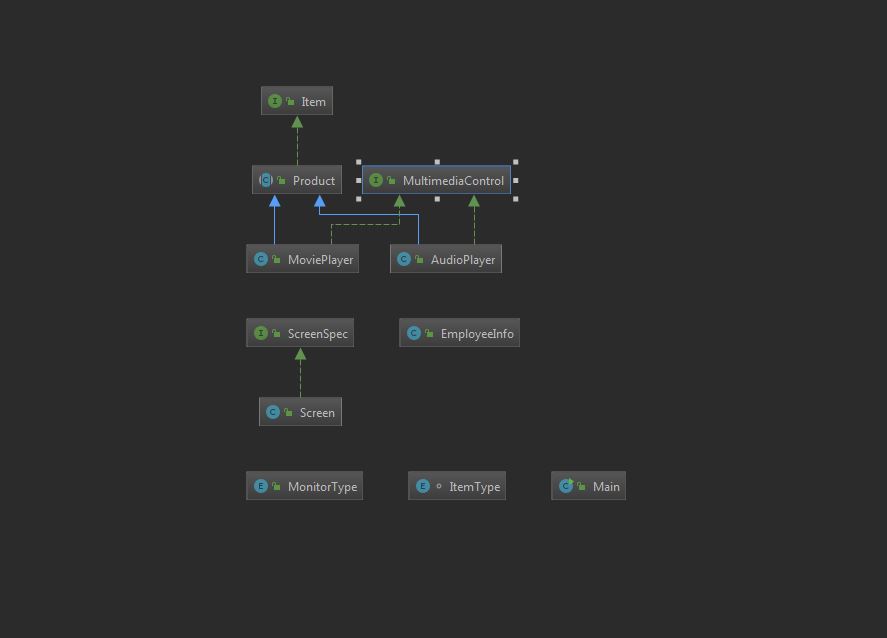 I Item
C Product
I MultimediaControl
C MoviePlayer
C AudioPlayer
I ScreenSpec
C EmployeeInfo
C Screen
E MonitorType
E ItemType
C Main